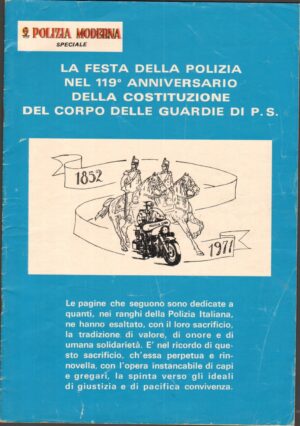 POLIZIA MODERNA
SPECIALE
LA FESTA DELLA POLIZIA
NEL 119° ANNIVERSARIO
DELLA COSTITUZIONE
DEL CORPO DELLE GUARDIE DI P. S.
1852
1971
Le pagine che seguono sono dedicate a
quanti, nei ranghi della Polizia Italiana,
ne hanno esaltato, con il loro sacrificio,
la tradizione di valore, di onore e di
umana solidarietà. E' nel ricordo di que-
sto sacrificio, ch'essa perpetua e rin-
novella, con l'opera instancabile di capi
e gregari, la spinta verso gli ideali
di giustizia e di pacifica convivenza.